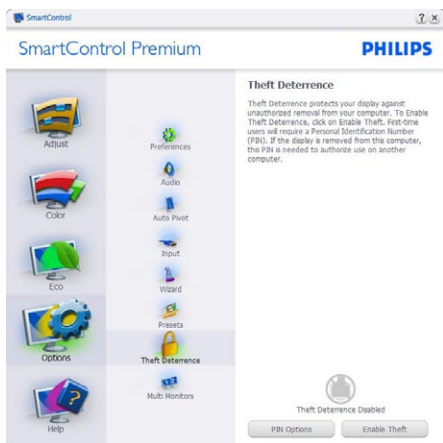 SmartControl
SmartControl Premium
PHILIPS
Adjust
Color
Eco
Options
Help
Preferences
Audio
Auto Pivot
Input
Wizard
Presets
Theft Deterrence
Multi Monitors
Theft Deterrence
Theft Deterrence protects your display against
unauthorized removal from your computer. To Enable
Theft Deterrence, click on Enable Theft. First-time
users will require a Personal Identification Number
(PIN). If the display is removed from this computer,
this PIN is needed to authorize use on another
computer.
Theft Deterrence Disabled
PIN Options
Enable Theft